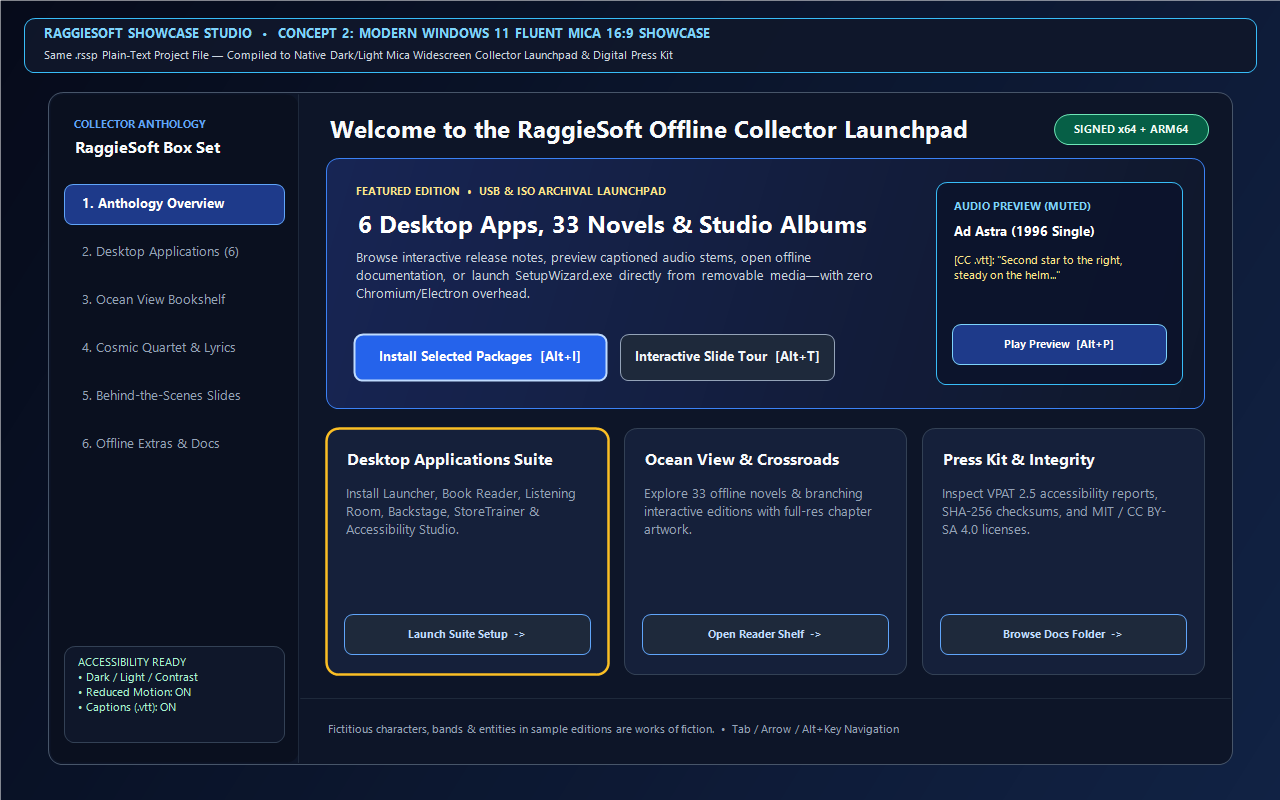 RAGGIESOFT SHOWCASE STUDIO • CONCEPT 2: MODERN WINDOWS 11 FLUENT MICA 16:9 SHOWCASE
Same .rssp Plain-Text Project File — Compiled to Native Dark/Light Mica Widescreen Collector Launchpad & Digital Press Kit
COLLECTOR ANTHOLOGY
RaggieSoft Box Set
1. Anthology Overview
2. Desktop Applications (6)
3. Ocean View Bookshelf
4. Cosmic Quartet & Lyrics
5. Behind-the-Scenes Slides
6. Offline Extras & Docs
ACCESSIBILITY READY
• Dark / Light / Contrast
• Reduced Motion: ON
• Captions (.vtt): ON
Welcome to the RaggieSoft Offline Collector Launchpad
SIGNED x64 + ARM64
FEATURED EDITION • USB & ISO ARCHIVAL LAUNCHPAD
6 Desktop Apps, 33 Novels & Studio Albums
Browse interactive release notes, preview captioned audio stems, open offline
documentation, or launch SetupWizard.exe directly from removable media—with zero
Chromium/Electron overhead.
Install Selected Packages [Alt+I]
Interactive Slide Tour [Alt+T]
AUDIO PREVIEW (MUTED)
Ad Astra (1996 Single)
[CC .vtt]: "Second star to the right,
steady on the helm..."
Play Preview [Alt+P]
Desktop Applications Suite
Install Launcher, Book Reader, Listening
Room, Backstage, StoreTrainer &
Accessibility Studio.
Launch Suite Setup ->
Ocean View & Crossroads
Explore 33 offline novels & branching
interactive editions with full-res chapter
artwork.
Open Reader Shelf ->
Press Kit & Integrity
Inspect VPAT 2.5 accessibility reports,
SHA-256 checksums, and MIT / CC BY-
SA 4.0 licenses.
Browse Docs Folder ->
Fictitious characters, bands & entities in sample editions are works of fiction. • Tab / Arrow / Alt+Key Navigation